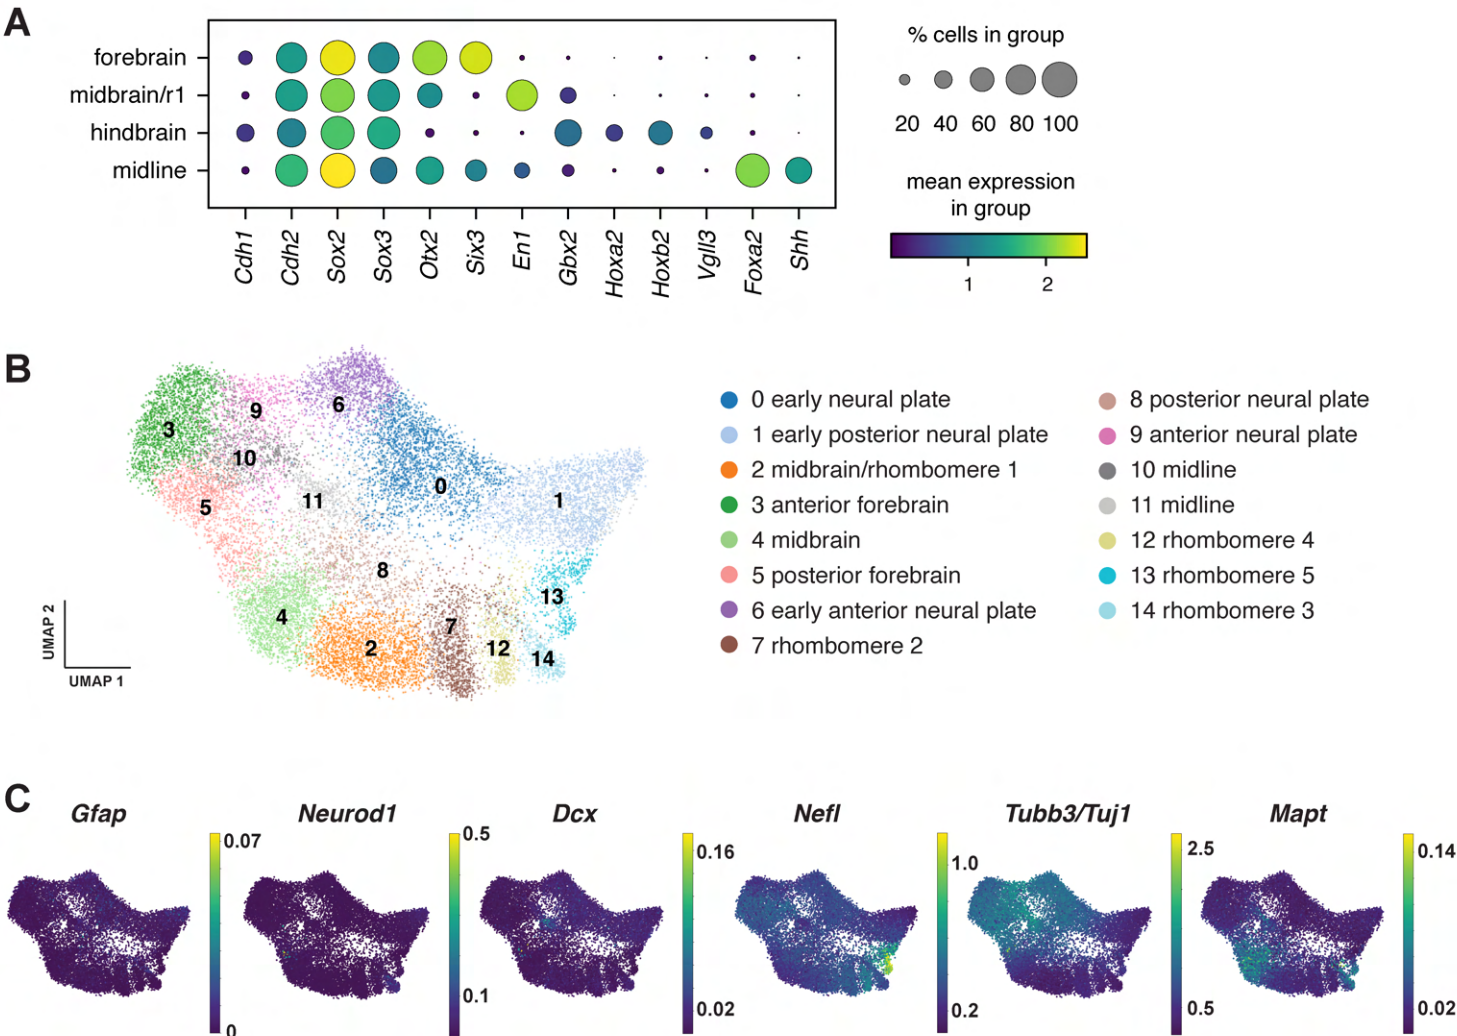 A
forebrain
midbrain/r1
hindbrain
midline
Cdh1
Cdh2
Sox2
Sox3
Otx2
Six3
En1
Gbx2
Hoxa2
Hoxb2
Vgll3
Foxa2
Shh
% cells in group
20 40 60 80 100
mean expression
in group
1 2
B
3
9
6
10
5
11
0
1
8
4
2
7
12
13
14
UMAP 2
UMAP 1
0 early neural plate
1 early posterior neural plate
2 midbrain/rhombomere 1
3 anterior forebrain
4 midbrain
5 posterior forebrain
6 early anterior neural plate
7 rhombomere 2
8 posterior neural plate
9 anterior neural plate
10 midline
11 midline
12 rhombomere 4
13 rhombomere 5
14 rhombomere 3
C
Gfap
0.07
0
Neurod1
0.5
0.1
Dcx
0.16
0.02
Nefl
1.0
0.2
Tubb3/Tuj1
2.5
0.5
Mapt
0.14
0.02